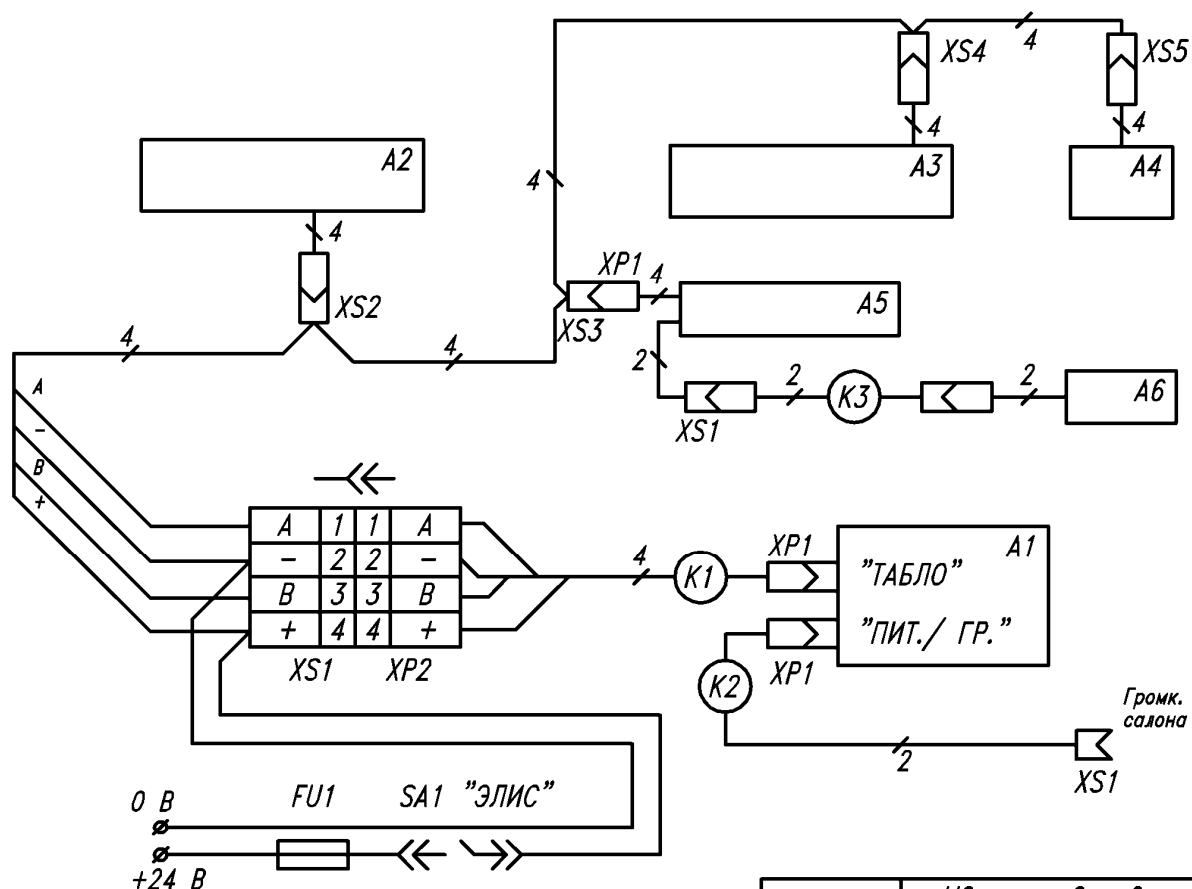 4
XS4
XS5
4
4
A2
A3
A4
4
4
XS2
XP1
4
A5
XS3
4
4
2
XS1
2
K3
2
A6
A
-
B
+
A 1 1 A
- 2 2 -
B 3 3 B
+ 4 4 +
XS1 XP2
4
K1
XP1
A1
"ТАБЛО"
"ПИТ./ ГР."
XP1
K2
2
Громк.
салона
XS1
0 В
FU1
SA1 "ЭЛИС"
+24 В